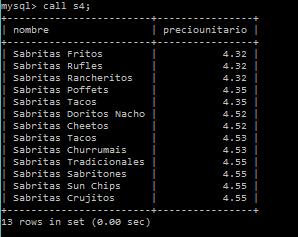 mysql> call s4;
+----------------------+----------------+
| nombre               | preciounitario |
+----------------------+----------------+
| Sabritas Fritos      |           4.32 |
| Sabritas Rufles      |           4.32 |
| Sabritas Rancheritos |           4.32 |
| Sabritas Poffets     |           4.35 |
| Sabritas Tacos       |           4.35 |
| Sabritas Doritos Nacho |           4.52 |
| Sabritas Cheetos     |           4.52 |
| Sabritas Tacos       |           4.53 |
| Sabritas Churrumais  |           4.53 |
| Sabritas Tradicionales |           4.55 |
| Sabritas Sabritones  |           4.55 |
| Sabritas Sun Chips   |           4.55 |
| Sabritas Crujitos    |           4.55 |
+----------------------+----------------+
13 rows in set (0.00 sec)